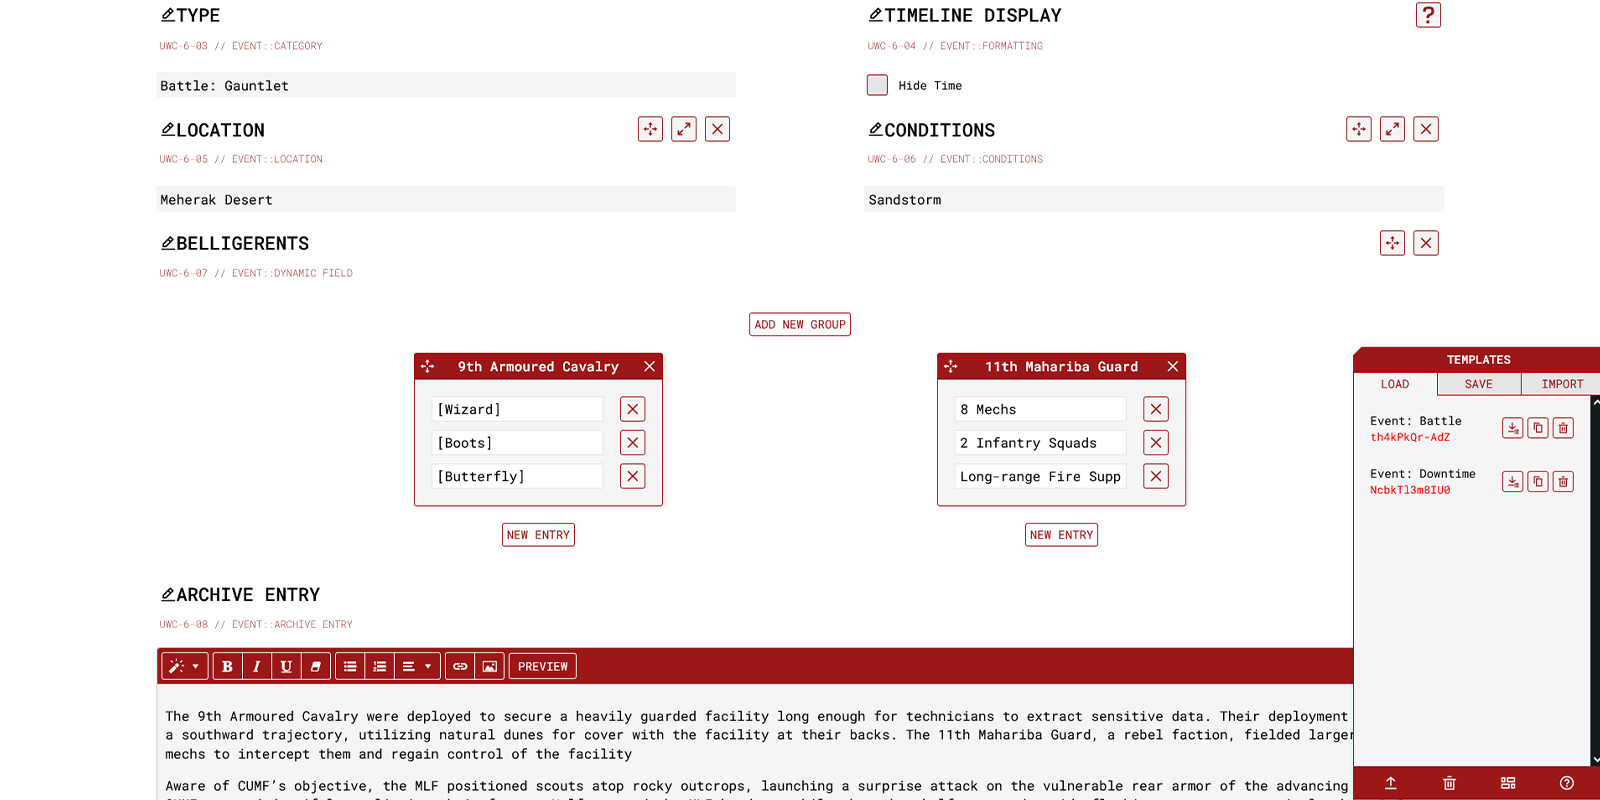 TYPE
UWC-6-03 // EVENT::CATEGORY
Battle: Gauntlet
TIMELINE DISPLAY
?
UWC-6-04 // EVENT::FORMATTING
Hide Time
LOCATION
UWC-6-05 // EVENT::LOCATION
Meherak Desert
CONDITIONS
UWC-6-06 // EVENT::CONDITIONS
Sandstorm
BELLIGERENTS
UWC-6-07 // EVENT::DYNAMIC FIELD
ADD NEW GROUP
9th Armoured Cavalry
[Wizard]
[Boots]
[Butterfly]
NEW ENTRY
11th Mahariba Guard
8 Mechs
2 Infantry Squads
Long-range Fire Supp
NEW ENTRY
TEMPLATES
LOAD SAVE IMPORT
Event: Battle
th4kPkQr-AdZ
Event: Downtime
NcbkTl3m8IU0
ARCHIVE ENTRY
UWC-6-08 // EVENT::ARCHIVE ENTRY
B I U PREVIEW
The 9th Armoured Cavalry were deployed to secure a heavily guarded facility long enough for technicians to extract sensitive data. Their deployment
a southward trajectory, utilizing natural dunes for cover with the facility at their backs. The 11th Mahariba Guard, a rebel faction, fielded larger
mechs to intercept them and regain control of the facility
Aware of CUMF's objective, the MLF positioned scouts atop rocky outcrops, launching a surprise attack on the vulnerable rear armor of the advancing